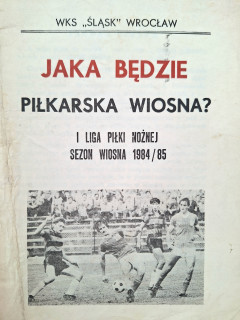 WKS „ŚLĄSK” WROCŁAW
JAKA BĘDZIE
PIŁKARSKA WIOSNA?
I LIGA PIŁKI NOŻNEJ
SEZON WIOSNA 1984/85